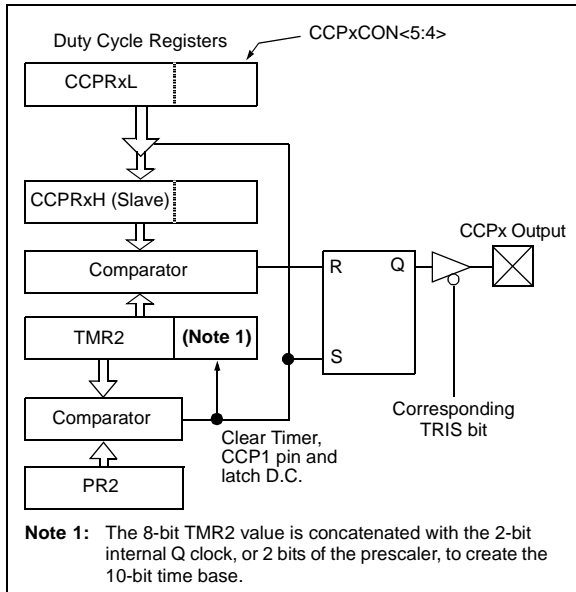 Duty Cycle Registers
CCPxCON<5:4>
CCPRxL
CCPRxH (Slave)
Comparator
R
Q
CCPx Output
TMR2
(Note 1)
S
Comparator
Clear Timer,
CCP1 pin and
latch D.C.
Corresponding
TRIS bit
PR2
Note 1: The 8-bit TMR2 value is concatenated with the 2-bit
internal Q clock, or 2 bits of the prescaler, to create the
10-bit time base.